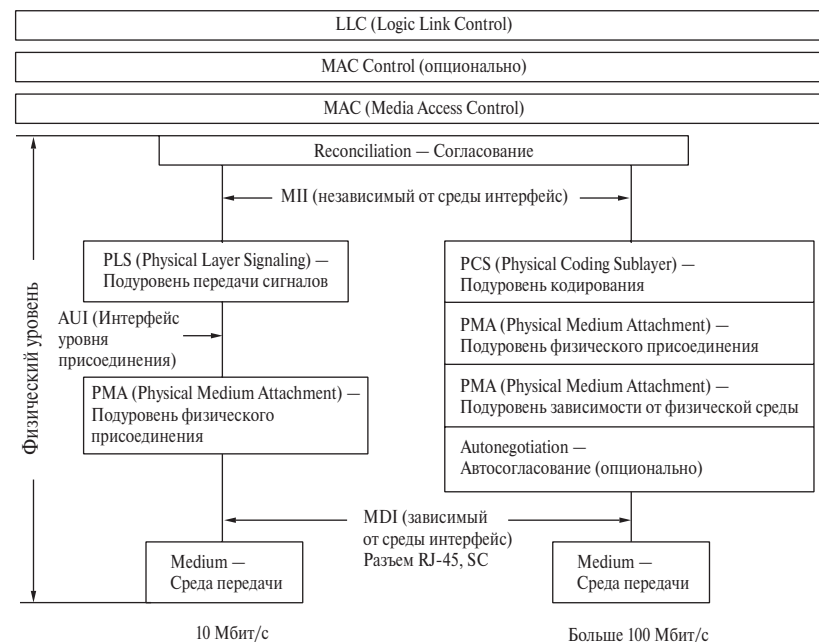 LLC (Logic Link Control)
MAC Control (опционально)
MAC (Media Access Control)
Reconciliation — Согласование
MII (независимый от среды интерфейс)
PLS (Physical Layer Signaling) —
Подуровень передачи сигналов
PCS (Physical Coding Sublayer) —
Подуровень кодирования
AUI (Интерфейс
уровня
присоединения)
PMA (Physical Medium Attachment) —
Подуровень физического присоединения
PMA (Physical Medium Attachment) —
Подуровень физического
присоединения
PMA (Physical Medium Attachment) —
Подуровень зависимости от физической среды
Autonegotiation —
Автосогласование (опционально)
Физический уровень
MDI (зависимый
от среды интерфейс)
Разъем RJ-45, SC
Medium —
Среда передачи
Medium —
Среда передачи
10 Мбит/с
Больше 100 Мбит/с